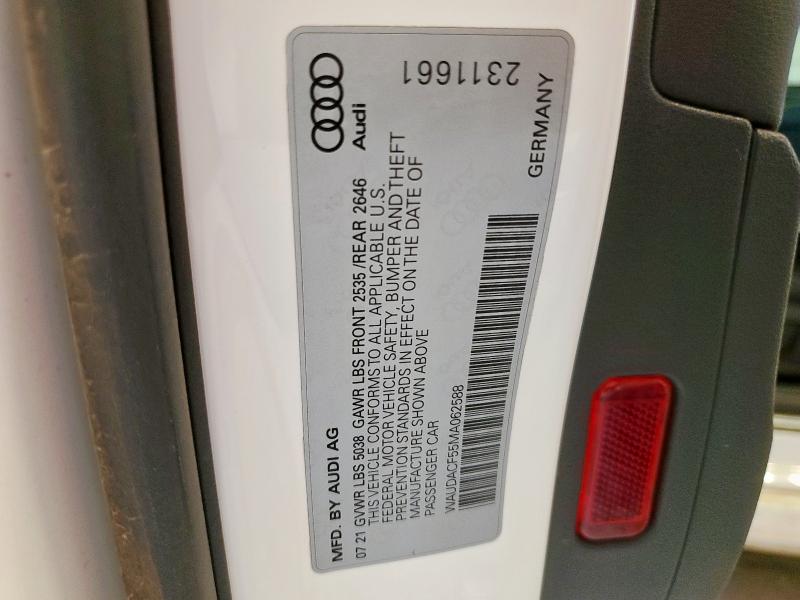 MFD. BY AUDI AG
Audi
07 21 GVWR LBS 5038 GAWR LBS FRONT 2535 /REAR 2646
THIS VEHICLE CONFORMS TO ALL APPLICABLE U.S.
FEDERAL MOTOR VEHICLE SAFETY, BUMPER AND THEFT
PREVENTION STANDARDS IN EFFECT ON THE DATE OF
MANUFACTURE SHOWN ABOVE
PASSENGER CAR
WAUDACF55MA062588
2311661
GERMANY